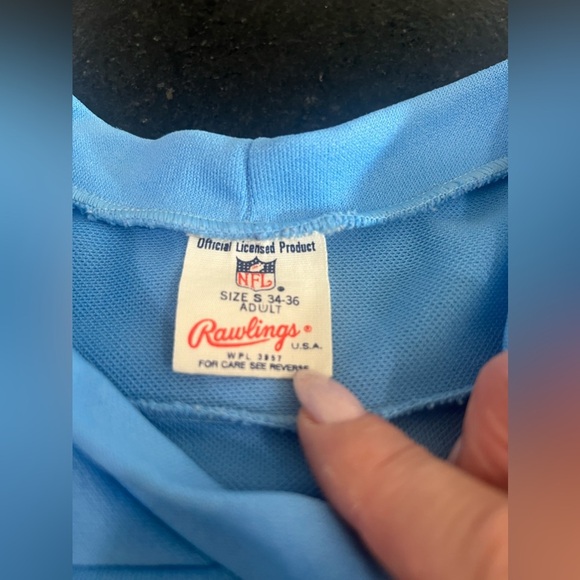 Official Licensed Product
NFL
SIZE S 34-36
ADULT
Rawlings®
U.S.A.
WPL 3857
FOR CARE SEE REVERSE